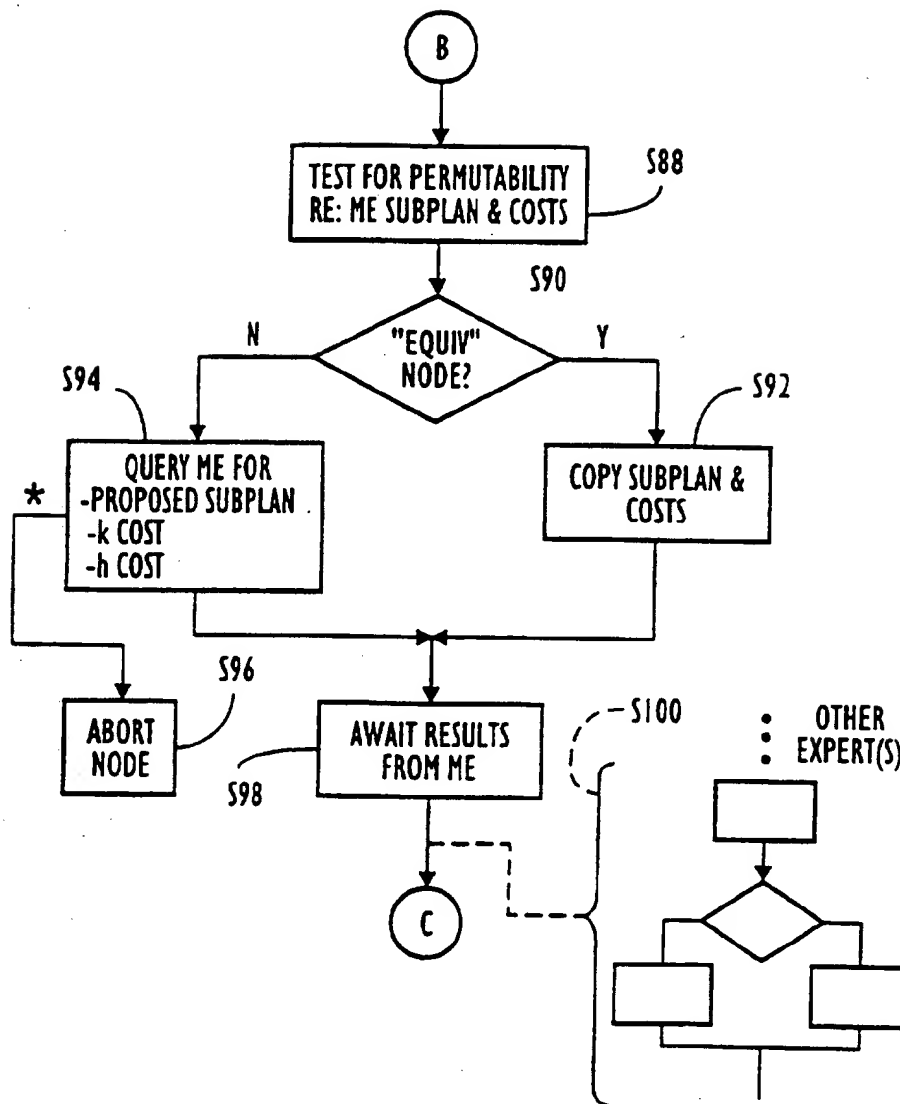 B
TEST FOR PERMUTABILITY
RE: ME SUBPLAN & COSTS
S88
S90
"EQUIV"
NODE?
N
Y
S94
S92
QUERY ME FOR
-PROPOSED SUBPLAN
-k COST
-h COST
*
COPY SUBPLAN &
COSTS
S96
ABORT
NODE
AWAIT RESULTS
FROM ME
S98
S100
OTHER
EXPERT(S)
C